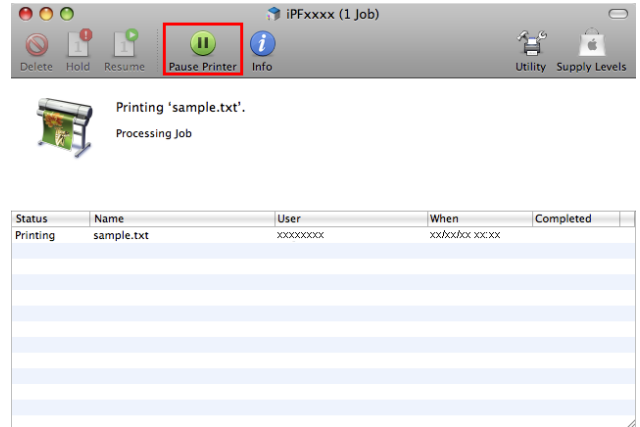 iPFxxxx (1 Job)
Delete Hold Resume Pause Printer Info Utility Supply Levels
Printing ‘sample.txt’.
Processing Job
Status Name User When Completed
Printing sample.txt xxxxxxxx xx/xx/xx xx:xx